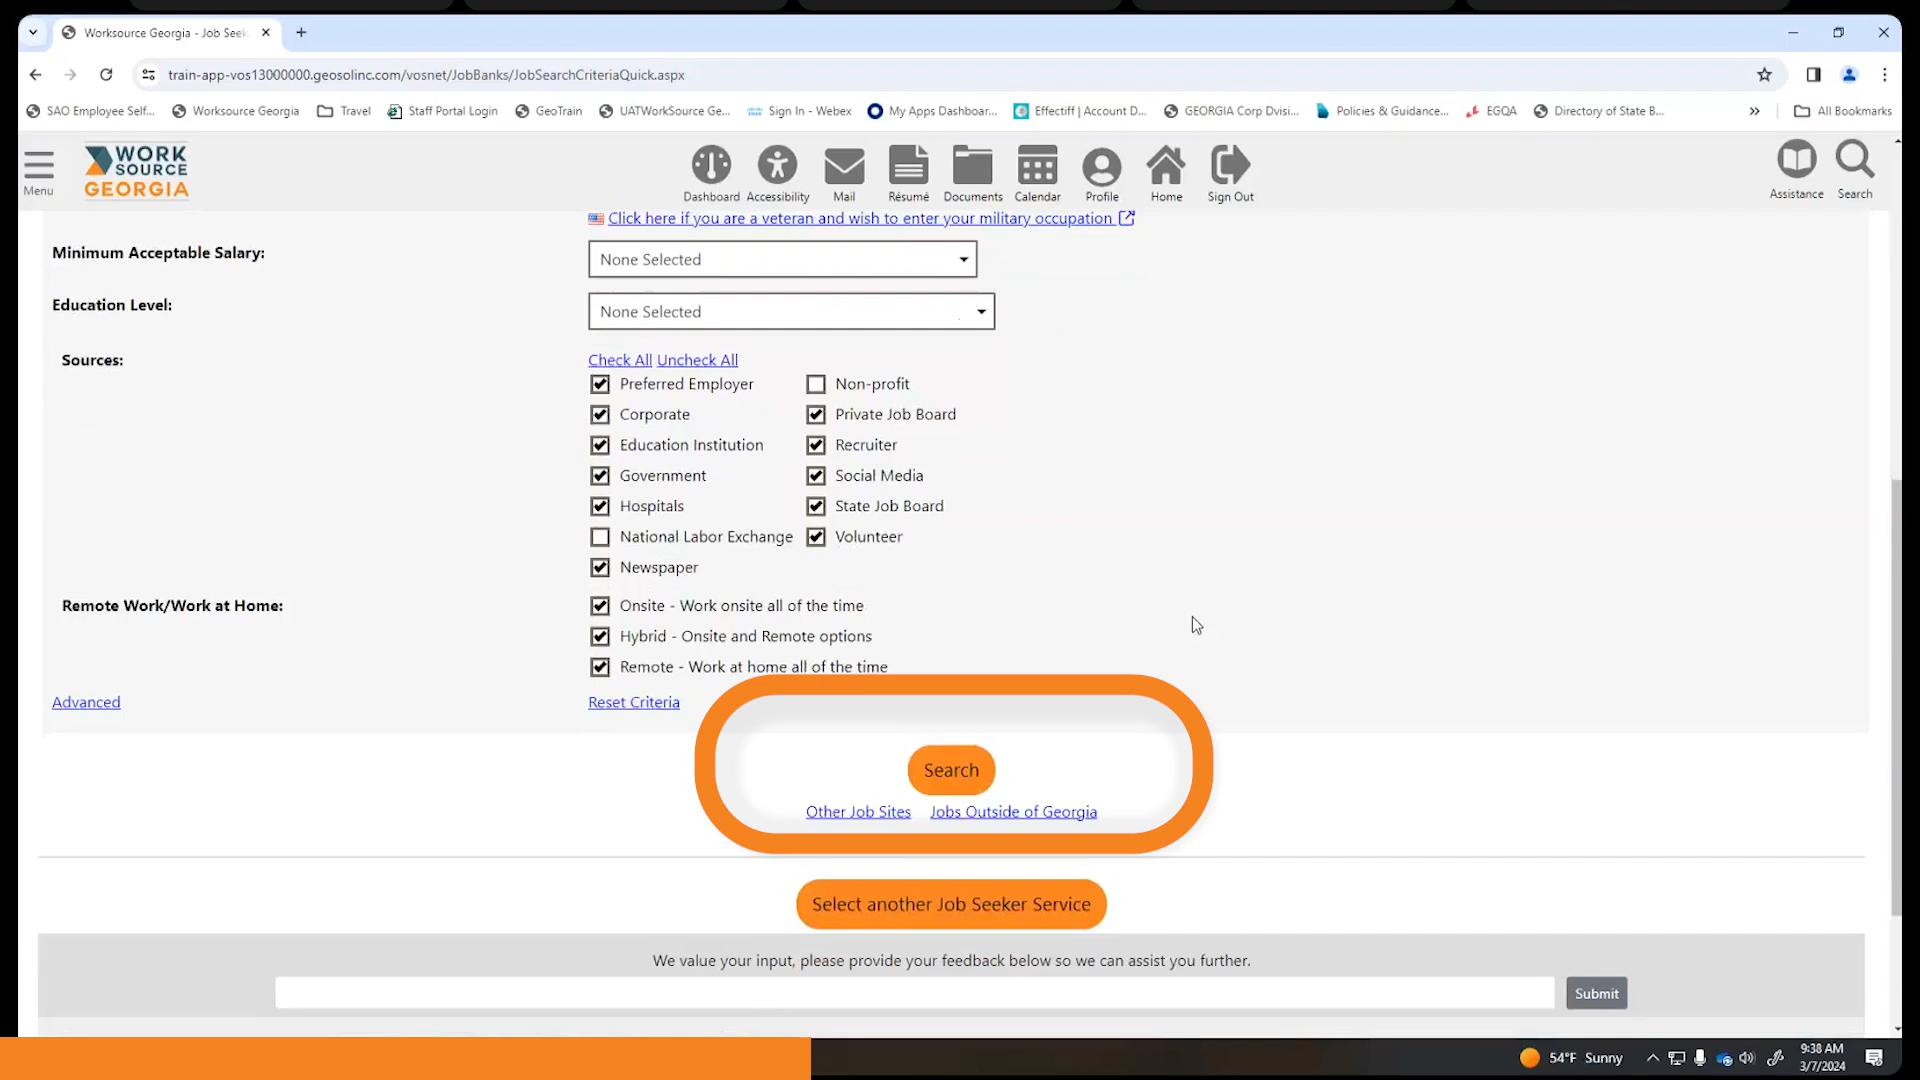 Worksource Georgia - Job Seek
train-app-vos13000000.geosolinc.com/vosnet/JobBanks/JobSearchCriteriaQuick.aspx
SAO Employee Self... Worksource Georgia Travel Staff Portal Login GeoTrain UATWorkSource Ge... Sign In - Webex My Apps Dashboar... Effectiff | Account D... GEORGIA Corp Dvisi... Policies & Guidance... EGQA Directory of State B... » All Bookmarks
Menu
WORK
SOURCE
GEORGIA
Dashboard Accessibility Mail Résumé Documents Calendar Profile Home Sign Out Assistance Search
Click here if you are a veteran and wish to enter your military occupation
Minimum Acceptable Salary: None Selected
Education Level: None Selected
Sources: Check All Uncheck All
Preferred Employer Non-profit
Corporate Private Job Board
Education Institution Recruiter
Government Social Media
Hospitals State Job Board
National Labor Exchange Volunteer
Newspaper
Remote Work/Work at Home: Onsite - Work onsite all of the time
Hybrid - Onsite and Remote options
Remote - Work at home all of the time
Advanced Reset Criteria
Search
Other Job Sites Jobs Outside of Georgia
Select another Job Seeker Service
We value your input, please provide your feedback below so we can assist you further.
Submit
54°F Sunny 9:38 AM
3/7/2024